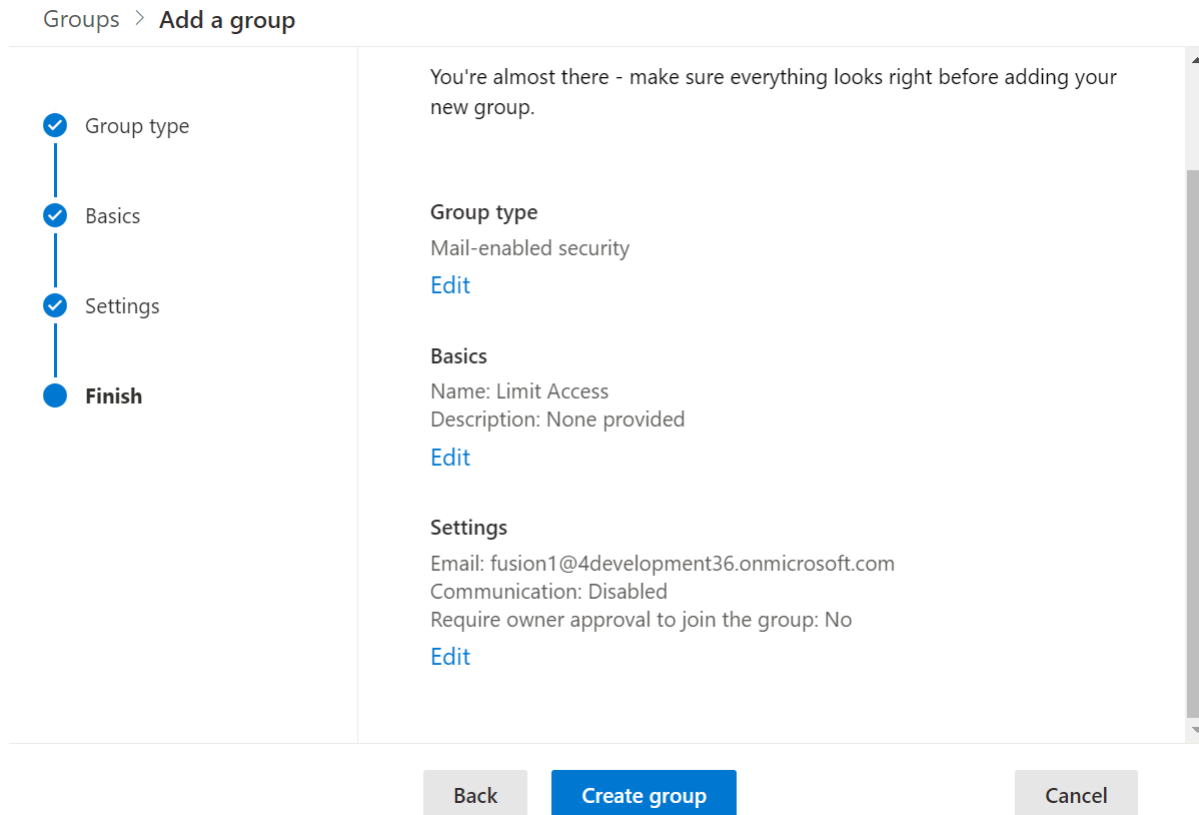 Groups > Add a group
Group type
Basics
Settings
Finish
You're almost there - make sure everything looks right before adding your
new group.
Group type
Mail-enabled security
Edit
Basics
Name: Limit Access
Description: None provided
Edit
Settings
Email: fusion1@4development36.onmicrosoft.com
Communication: Disabled
Require owner approval to join the group: No
Edit
Back
Create group
Cancel